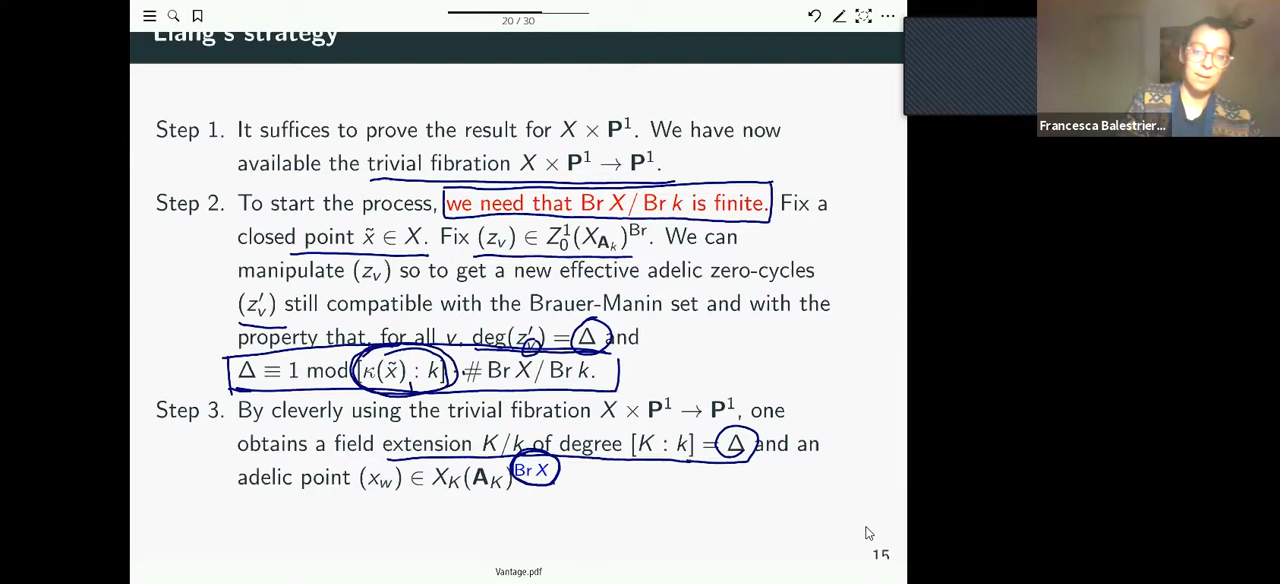 20 / 30
Liang's strategy
Francesca Balestrier...
Step 1. It suffices to prove the result for X × P¹. We have now
available the trivial fibration X × P¹ → P¹.
Step 2. To start the process, we need that Br X/ Br k is finite. Fix a
closed point x̃ ∈ X. Fix (z_v) ∈ Z₀¹(X_{A_k})^{Br}. We can
manipulate (z_v) so to get a new effective adelic zero-cycles
(z′_v) still compatible with the Brauer-Manin set and with the
property that, for all v, deg(z′_v) = Δ and
Δ ≡ 1 mod [κ(x̃) : k] · # Br X/ Br k.
Step 3. By cleverly using the trivial fibration X × P¹ → P¹, one
obtains a field extension K/k of degree [K : k] = Δ and an
adelic point (x_w) ∈ X_K(A_K)^{Br X}
15
Vantage.pdf